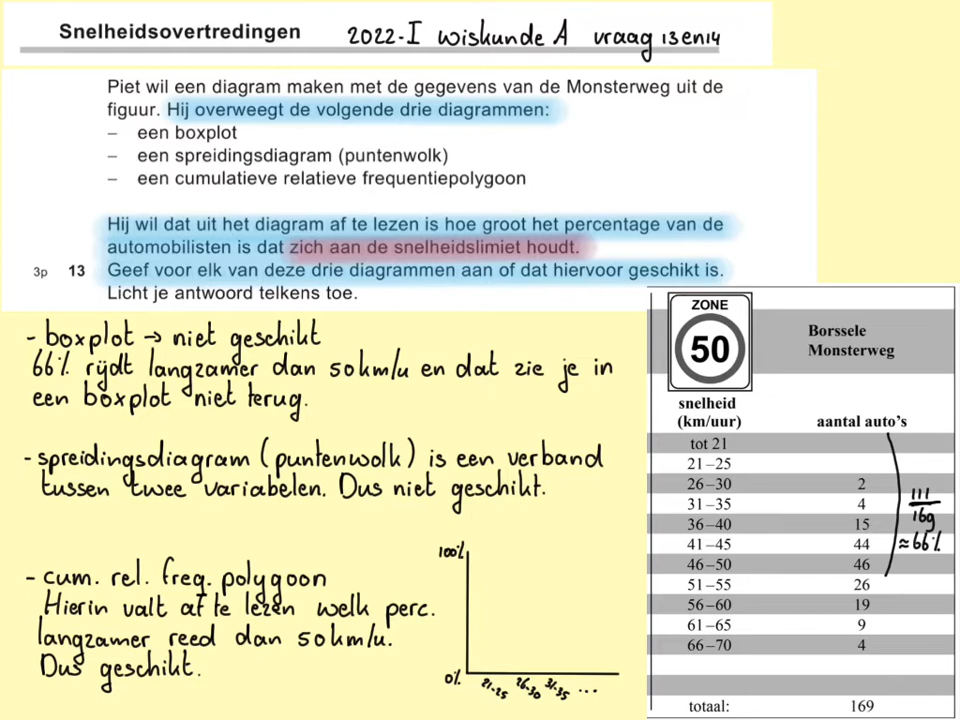 Snelheidsovertredingen 2022-I wiskunde A vraag 13 en 14
Piet wil een diagram maken met de gegevens van de Monsterweg uit de
figuur. Hij overweegt de volgende drie diagrammen:
– een boxplot
– een spreidingsdiagram (puntenwolk)
– een cumulatieve relatieve frequentiepolygoon
Hij wil dat uit het diagram af te lezen is hoe groot het percentage van de
automobilisten is dat zich aan de snelheidslimiet houdt.
3p 13 Geef voor elk van deze drie diagrammen aan of dat hiervoor geschikt is.
Licht je antwoord telkens toe.
- boxplot → niet geschikt
66% rijdt langzamer dan 50km/u en dat zie je in
een boxplot niet terug.
- spreidingsdiagram (puntenwolk) is een verband
tussen twee variabelen. Dus niet geschikt.
- cum. rel. freq. polygoon
Hierin valt af te lezen welk perc.
langzamer reed dan 50km/u.
Dus geschikt.
100%
0%
21-25 26-30 31-35 ...
ZONE
50
Borssele
Monsterweg
snelheid
(km/uur) aantal auto's
tot 21
21–25
26–30 2
31–35 4
36–40 15
41–45 44
46–50 46
51–55 26
56–60 19
61–65 9
66–70 4
totaal: 169
111
169
≈66%